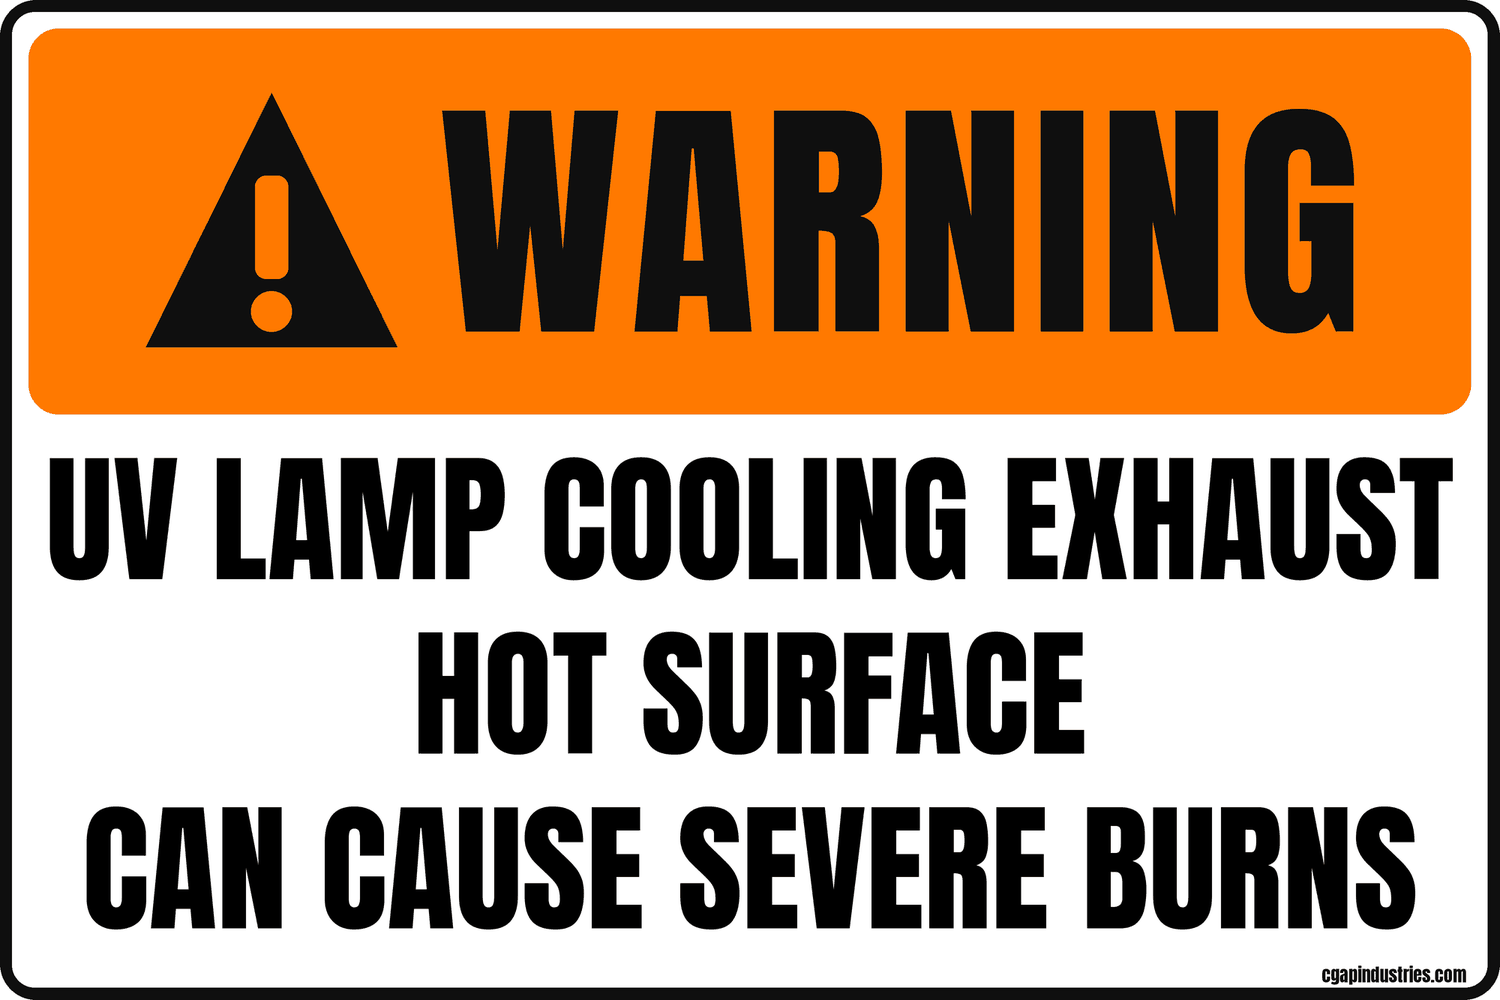 WARNING
UV LAMP COOLING EXHAUST
HOT SURFACE
CAN CAUSE SEVERE BURNS
cgapindustries.com